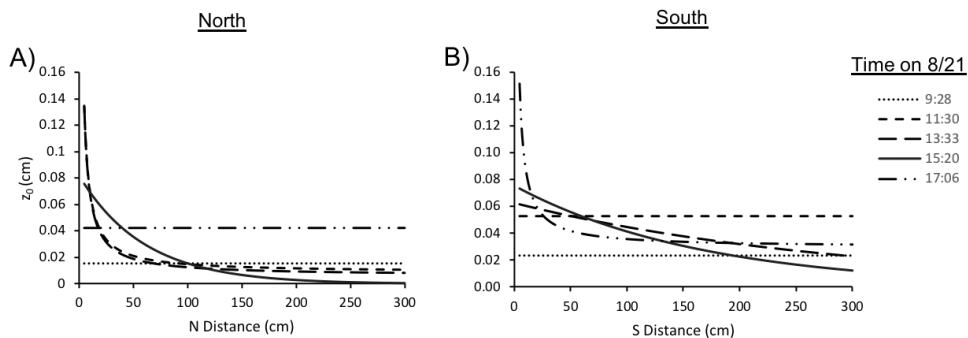 North
South
A)
B)
Time on 8/21
9:28
11:30
13:33
15:20
17:06
z0 (cm)
0.16
0.14
0.12
0.1
0.08
0.06
0.04
0.02
0
0 50 100 150 200 250 300
N Distance (cm)
0.16
0.14
0.12
0.10
0.08
0.06
0.04
0.02
0.00
0 50 100 150 200 250 300
S Distance (cm)